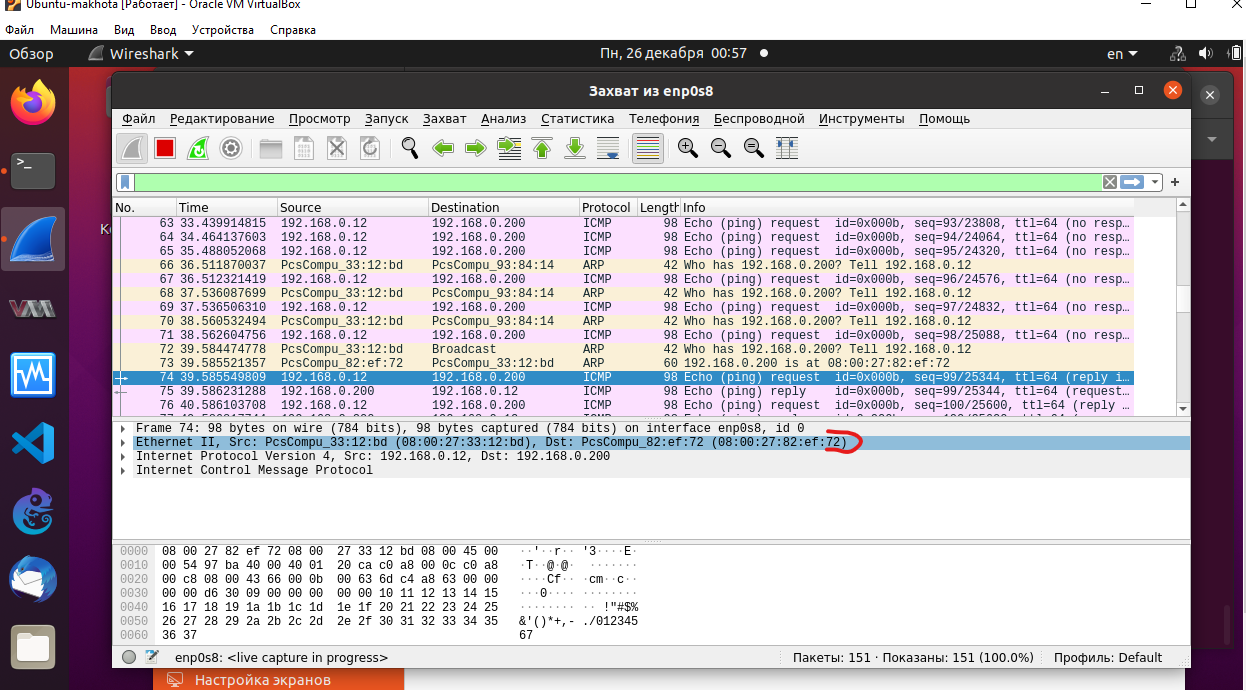 Ubuntu-makhota [Работает] - Oracle VM VirtualBox
Файл Машина Вид Ввод Устройства Справка
Обзор Wireshark Пн, 26 декабря 00:57 en
Захват из enp0s8
Файл Редактирование Просмотр Запуск Захват Анализ Статистика Телефония Беспроводной Инструменты Помощь
No. Time Source Destination Protocol Length Info
63 33.439914815 192.168.0.12 192.168.0.200 ICMP 98 Echo (ping) request id=0x000b, seq=93/23808, ttl=64 (no resp…
64 34.464137603 192.168.0.12 192.168.0.200 ICMP 98 Echo (ping) request id=0x000b, seq=94/24064, ttl=64 (no resp…
65 35.488052068 192.168.0.12 192.168.0.200 ICMP 98 Echo (ping) request id=0x000b, seq=95/24320, ttl=64 (no resp…
66 36.511870037 PcsCompu_33:12:bd PcsCompu_93:84:14 ARP 42 Who has 192.168.0.200? Tell 192.168.0.12
67 36.512321419 192.168.0.12 192.168.0.200 ICMP 98 Echo (ping) request id=0x000b, seq=96/24576, ttl=64 (no resp…
68 37.536087699 PcsCompu_33:12:bd PcsCompu_93:84:14 ARP 42 Who has 192.168.0.200? Tell 192.168.0.12
69 37.536506310 192.168.0.12 192.168.0.200 ICMP 98 Echo (ping) request id=0x000b, seq=97/24832, ttl=64 (no resp…
70 38.560532494 PcsCompu_33:12:bd PcsCompu_93:84:14 ARP 42 Who has 192.168.0.200? Tell 192.168.0.12
71 38.562604756 192.168.0.12 192.168.0.200 ICMP 98 Echo (ping) request id=0x000b, seq=98/25088, ttl=64 (no resp…
72 39.584474778 PcsCompu_33:12:bd Broadcast ARP 42 Who has 192.168.0.200? Tell 192.168.0.12
73 39.585521357 PcsCompu_82:ef:72 PcsCompu_33:12:bd ARP 60 192.168.0.200 is at 08:00:27:82:ef:72
74 39.585549809 192.168.0.12 192.168.0.200 ICMP 98 Echo (ping) request id=0x000b, seq=99/25344, ttl=64 (reply i…
75 39.586231288 192.168.0.200 192.168.0.12 ICMP 98 Echo (ping) reply id=0x000b, seq=99/25344, ttl=64 (request…
76 40.586103708 192.168.0.12 192.168.0.200 ICMP 98 Echo (ping) request id=0x000b, seq=100/25600, ttl=64 (reply …
Frame 74: 98 bytes on wire (784 bits), 98 bytes captured (784 bits) on interface enp0s8, id 0
Ethernet II, Src: PcsCompu_33:12:bd (08:00:27:33:12:bd), Dst: PcsCompu_82:ef:72 (08:00:27:82:ef:72)
Internet Protocol Version 4, Src: 192.168.0.12, Dst: 192.168.0.200
Internet Control Message Protocol
0000 08 00 27 82 ef 72 08 00 27 33 12 bd 08 00 45 00 ··'··r·· '3····E·
0010 00 54 97 ba 40 00 40 01 20 ca c0 a8 00 0c c0 a8 ·T··@·@· ·······
0020 00 c8 08 00 43 66 00 0b 00 63 6d c4 a8 63 00 00 ····Cf·· ·cm··c··
0030 00 00 d6 30 09 00 00 00 00 00 10 11 12 13 14 15 ···0···· ········
0040 16 17 18 19 1a 1b 1c 1d 1e 1f 20 21 22 23 24 25 ········ ·· !"#$%
0050 26 27 28 29 2a 2b 2c 2d 2e 2f 30 31 32 33 34 35 &'()*+,- ./012345
0060 36 37 67
enp0s8: <live capture in progress> Пакеты: 151 · Показаны: 151 (100.0%) Профиль: Default
Настройка экранов